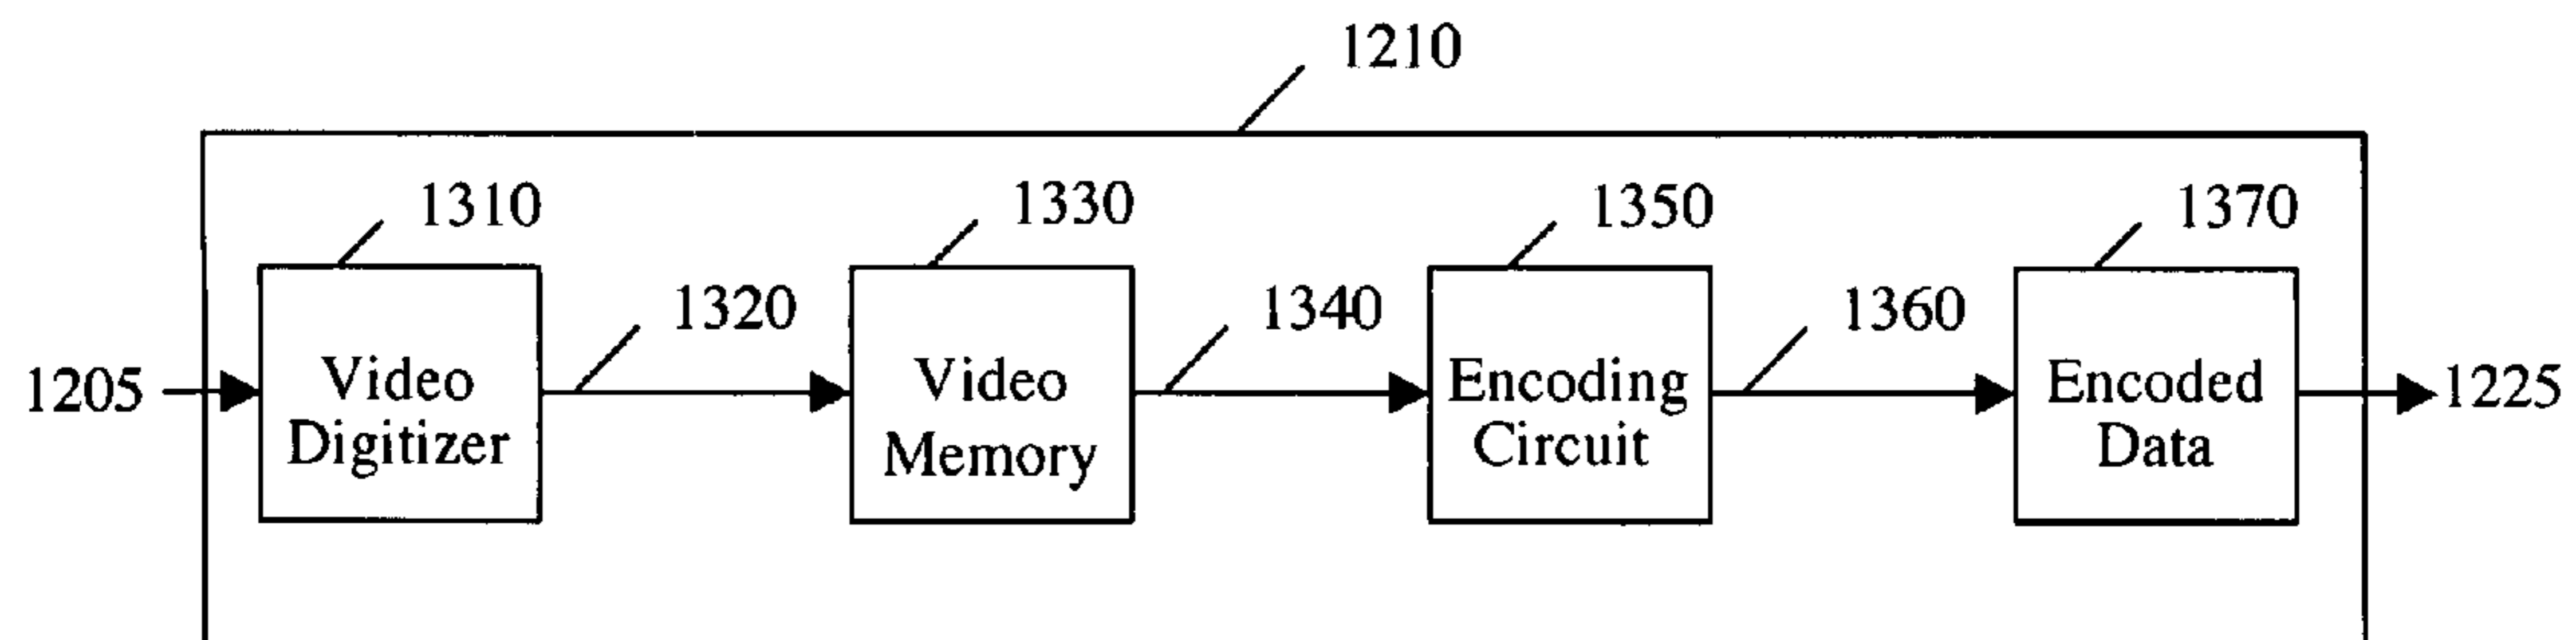 1210
1310
1330
1350
1370
1320
1340
1360
1205
Video
Digitizer
Video
Memory
Encoding
Circuit
Encoded
Data
1225